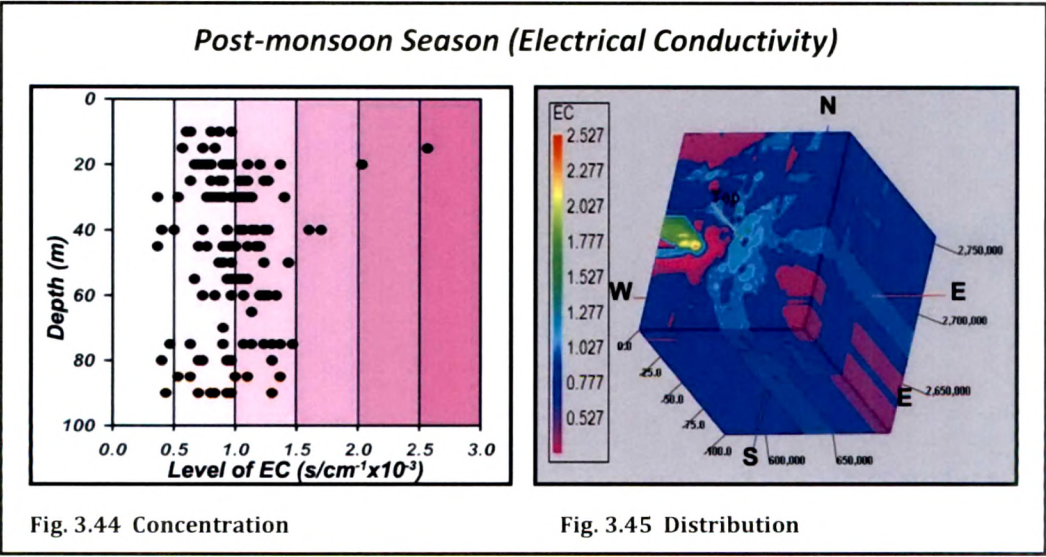 Post-monsoon Season (Electrical Conductivity)
0
20
40
60
80
100
Depth (m)
0.0 0.5 1.0 1.5 2.0 2.5 3.0
Level of EC (s/cm⁻¹x10⁻³)
EC
2.527
2.277
2.027
1.777
1.527
1.277
1.027
0.777
0.527
N
Top
W
E
E
S
2,750,000
2,700,000
2,650,000
0.0
-25.0
-50.0
-75.0
-100.0
600,000
650,000
Fig. 3.44 Concentration
Fig. 3.45 Distribution